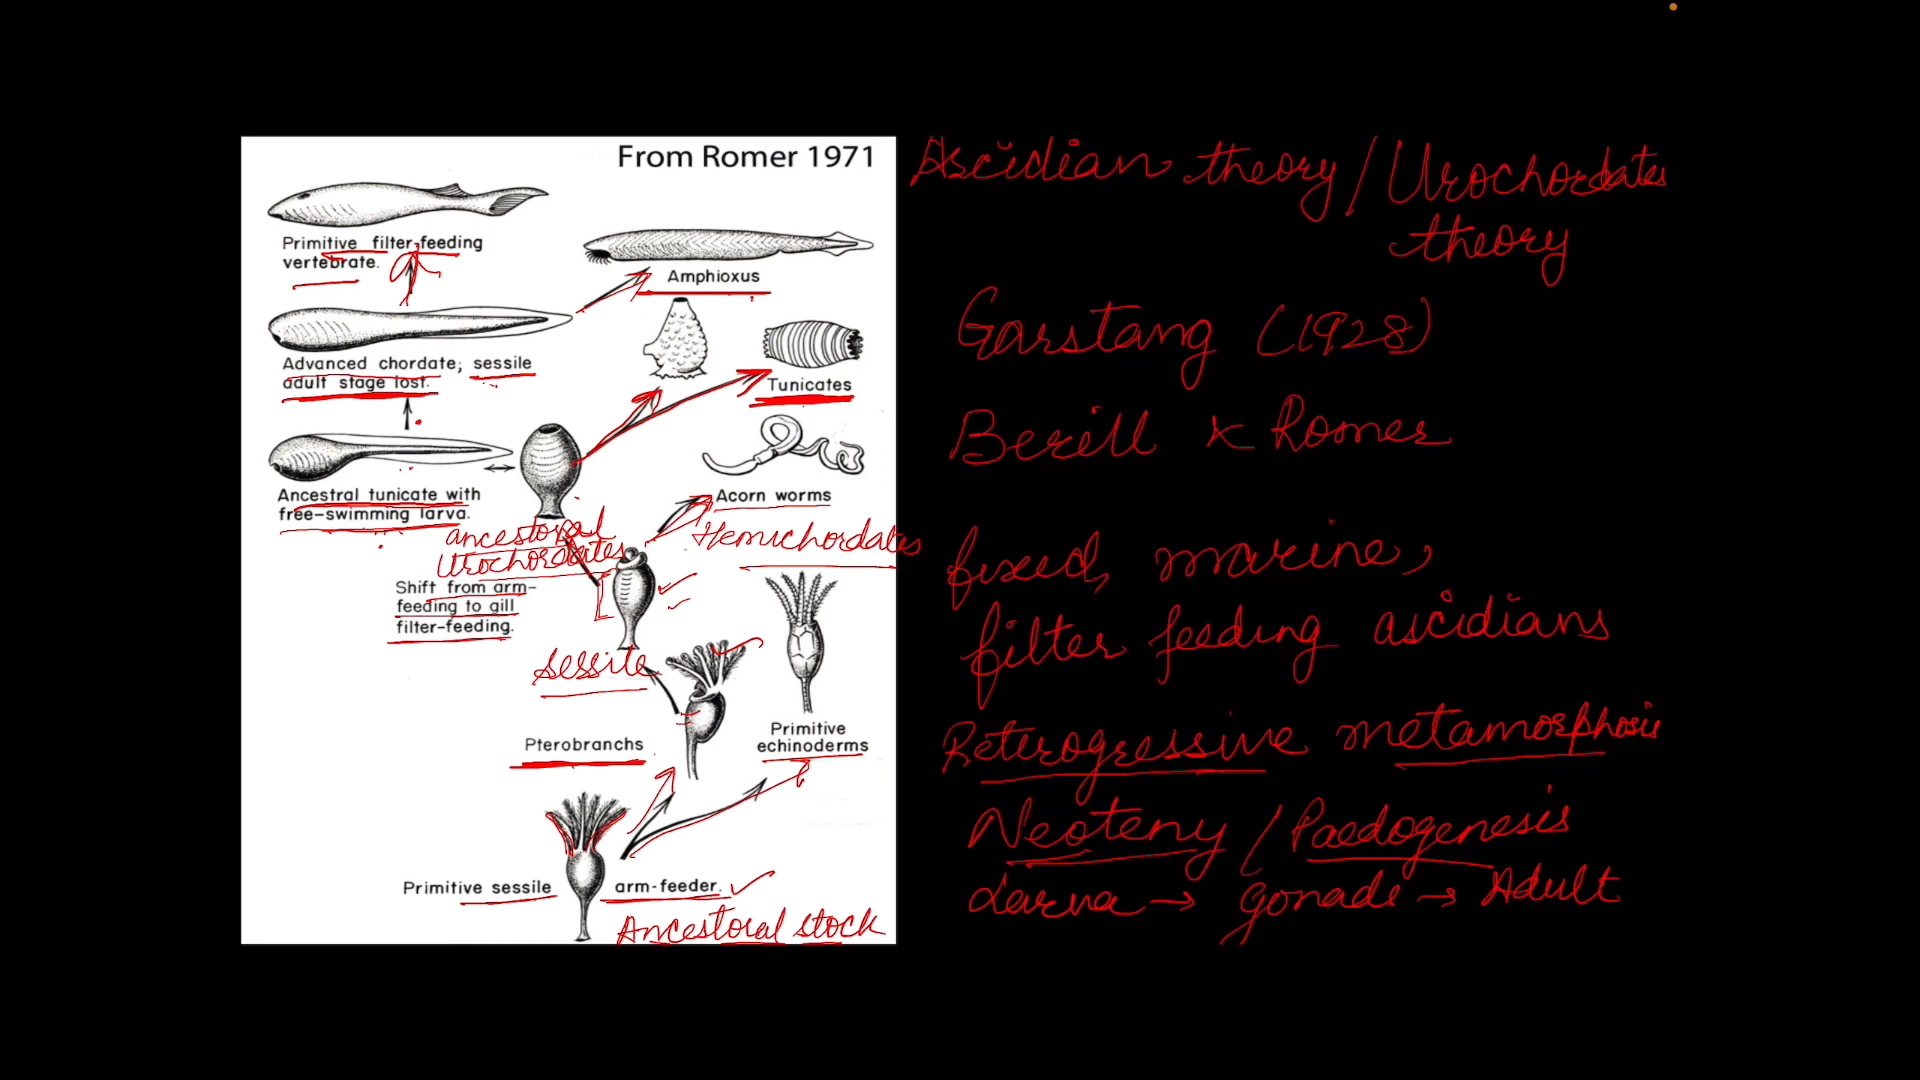 From Romer 1971
Primitive filter-feeding
vertebrate.
Amphioxus
Advanced chordate; sessile
adult stage lost.
Tunicates
Ancestral tunicate with
free-swimming larva.
Acorn worms
Hemichordates
ancestoral
Urochordates
Shift from arm-
feeding to gill
filter-feeding.
Sessile
Pterobranchs
Primitive
echinoderms
Primitive sessile arm-feeder.
Ancestoral stock
Ascidian theory / Urochordates
theory
Garstang (1928)
Berill & Romer
fixed, marine,
filter feeding ascidians
Reterogressive metamorphosis
Neoteny / Paedogenesis
Larva → gonads → Adult